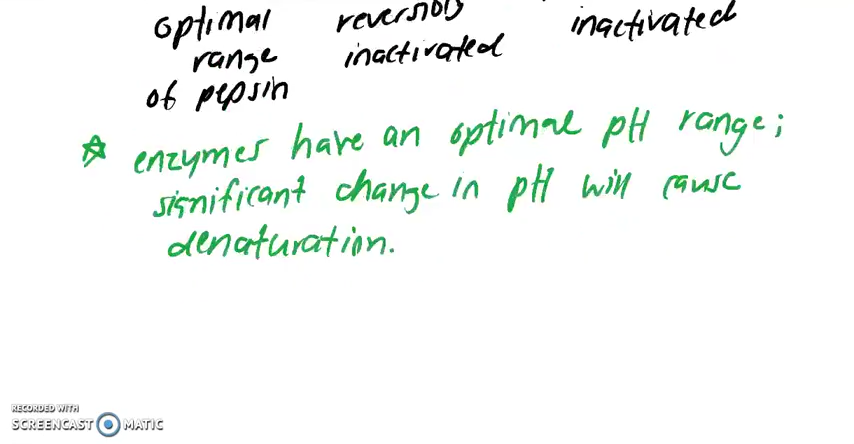 optimal reversibly inactivated
range inactivated
of pepsin
☆ enzymes have an optimal pH range;
significant change in pH will cause
denaturation.
RECORDED WITH
SCREENCAST MATIC